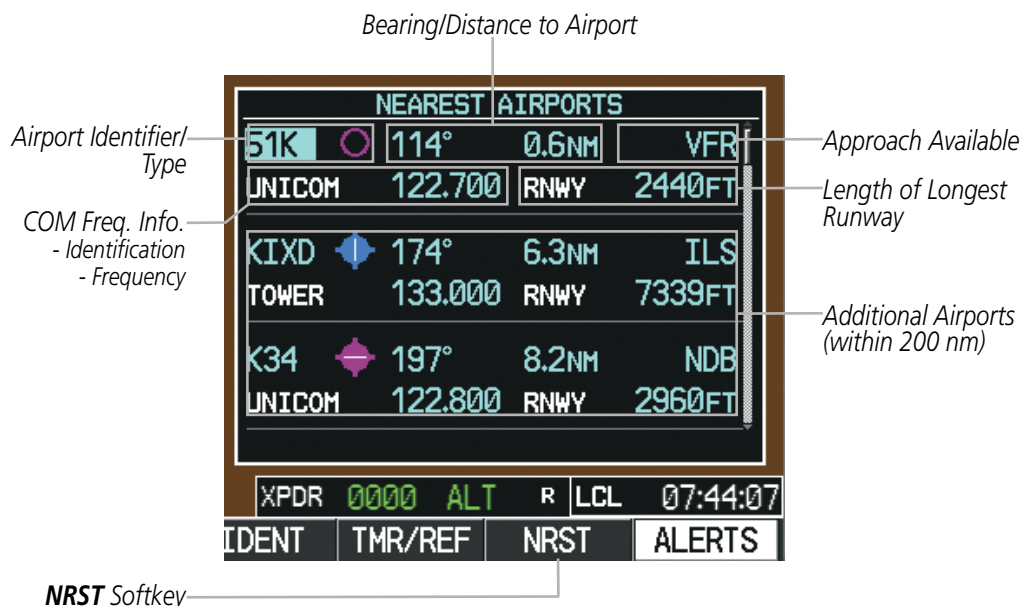 Bearing/Distance to Airport
NEAREST AIRPORTS
Airport Identifier/
Type
51K 114° 0.6NM VFR
Approach Available
UNICOM 122.700 RNWY 2440FT
Length of Longest
Runway
COM Freq. Info.
- Identification
- Frequency
KIXD 174° 6.3NM ILS
TOWER 133.000 RNWY 7339FT
Additional Airports
(within 200 nm)
K34 197° 8.2NM NDB
UNICOM 122.800 RNWY 2960FT
XPDR 0000 ALT R LCL 07:44:07
IDENT TMR/REF NRST ALERTS
NRST Softkey